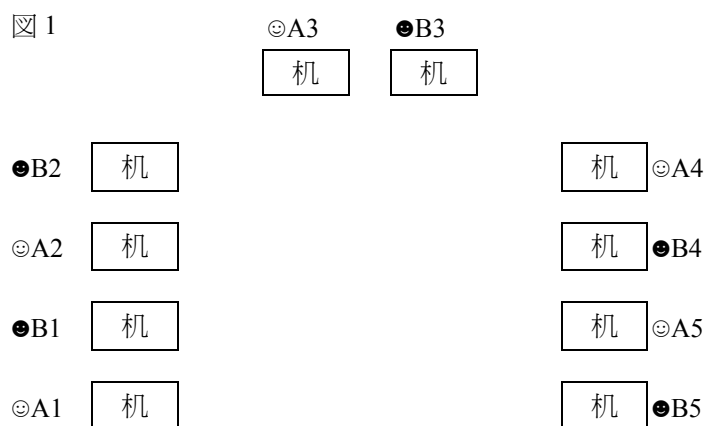 図1
☺A3 ☻B3
机 机
☻B2 机 机 ☺A4
☺A2 机 机 ☻B4
☻B1 机 机 ☺A5
☺A1 机 机 ☻B5